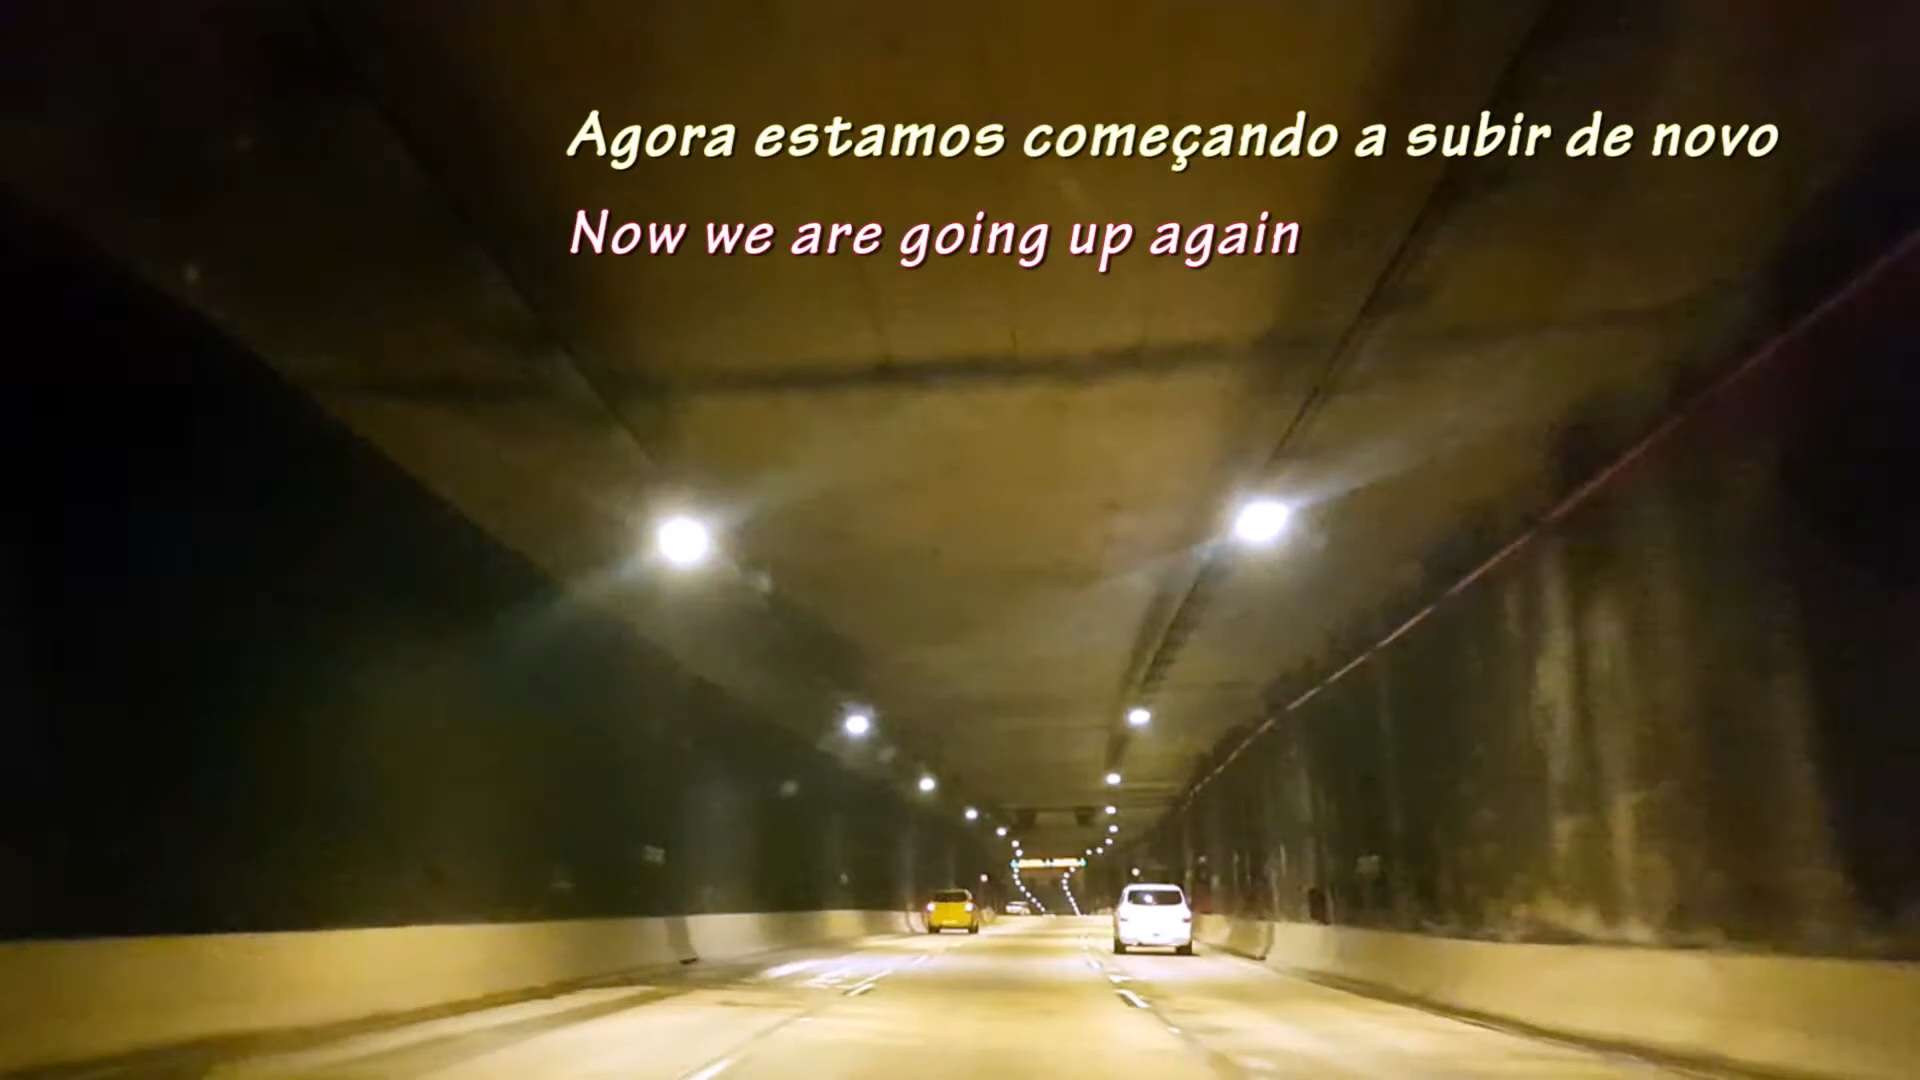 Agora estamos começando a subir de novo
Now we are going up again